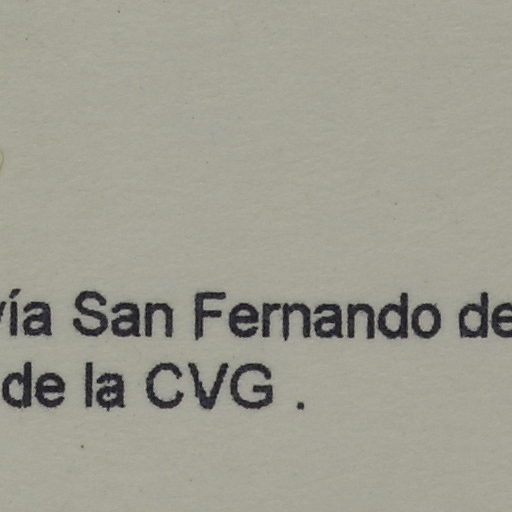 vía San Fernando de
de la CVG .